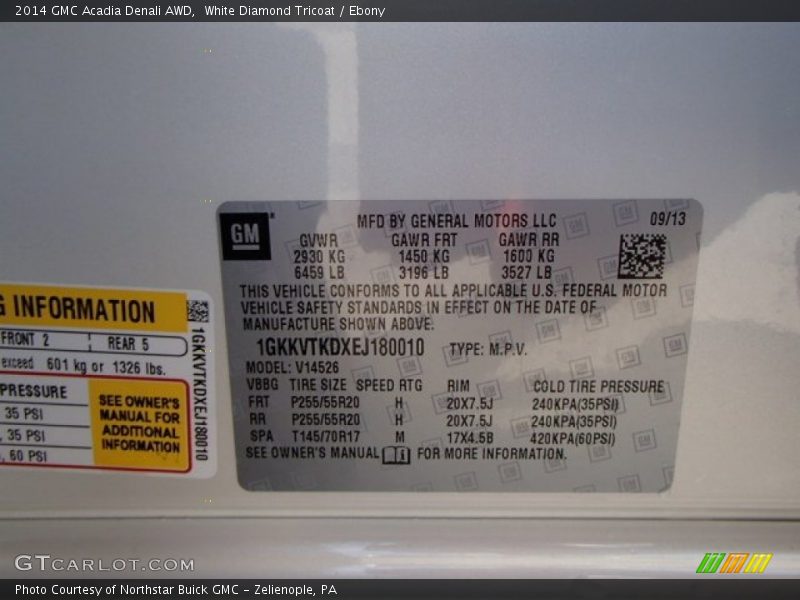 2014 GMC Acadia Denali AWD,  White Diamond Tricoat / Ebony
GM
MFD BY GENERAL MOTORS LLC 09/13
GVWR GAWR FRT GAWR RR
2930 KG 1450 KG 1600 KG
6459 LB 3196 LB 3527 LB
THIS VEHICLE CONFORMS TO ALL APPLICABLE U.S. FEDERAL MOTOR
VEHICLE SAFETY STANDARDS IN EFFECT ON THE DATE OF
MANUFACTURE SHOWN ABOVE.
1GKKVTKDXEJ180010 TYPE: M.P.V.
MODEL: V14526
VBBG TIRE SIZE SPEED RTG RIM COLD TIRE PRESSURE
FRT P255/55R20 H 20X7.5J 240KPA(35PSI)
RR P255/55R20 H 20X7.5J 240KPA(35PSI)
SPA T145/70R17 M 17X4.5B 420KPA(60PSI)
SEE OWNER'S MANUAL FOR MORE INFORMATION.
G INFORMATION
FRONT 2 REAR 5
exceed 601 kg or 1326 lbs.
PRESSURE
35 PSI
, 35 PSI
, 60 PSI
SEE OWNER'S
MANUAL FOR
ADDITIONAL
INFORMATION
1GKKVTKDXEJ180010
GTCARLOT.COM
Photo Courtesy of Northstar Buick GMC - Zelienople, PA